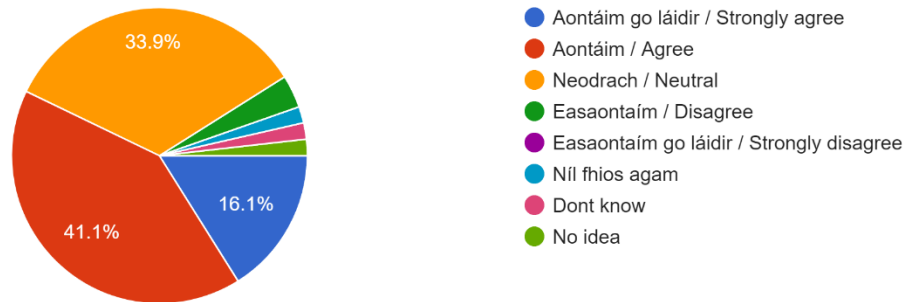 33.9%
16.1%
41.1%
Aontáim go láidir / Strongly agree
Aontáim / Agree
Neodrach / Neutral
Easaontaím / Disagree
Easaontaím go láidir / Strongly disagree
Níl fhios agam
Dont know
No idea